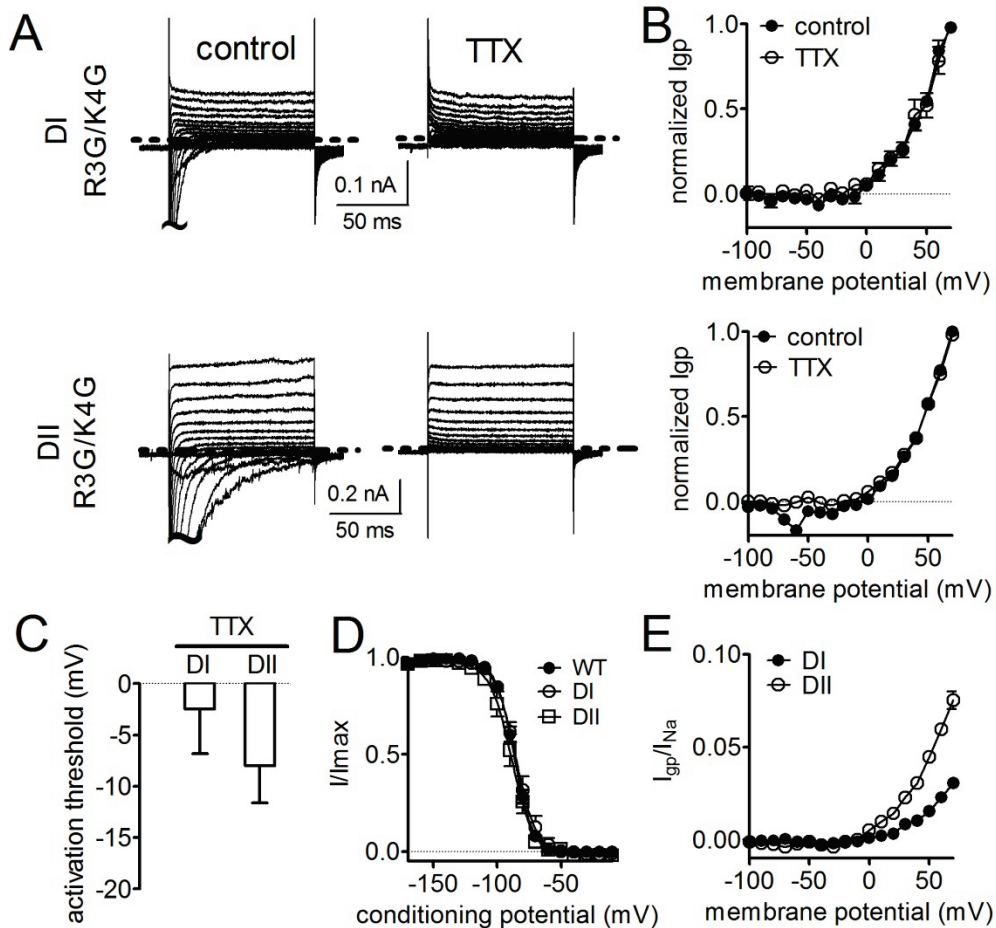 A
control
TTX
DI
R3G/K4G
0.1 nA
50 ms
DII
R3G/K4G
0.2 nA
50 ms
B
control
TTX
normalized Igp
1.0
0.5
0.0
-100
-50
0
50
membrane potential (mV)
control
TTX
normalized Igp
1.0
0.5
0.0
-100
-50
0
50
membrane potential (mV)
C
TTX
DI
DII
activation threshold (mV)
0
-5
-10
-15
-20
D
WT
DI
DII
I/Imax
1.0
0.5
0.0
-150
-100
-50
conditioning potential (mV)
E
DI
DII
Igp/INa
0.10
0.05
0.00
-100
-50
0
50
membrane potential (mV)